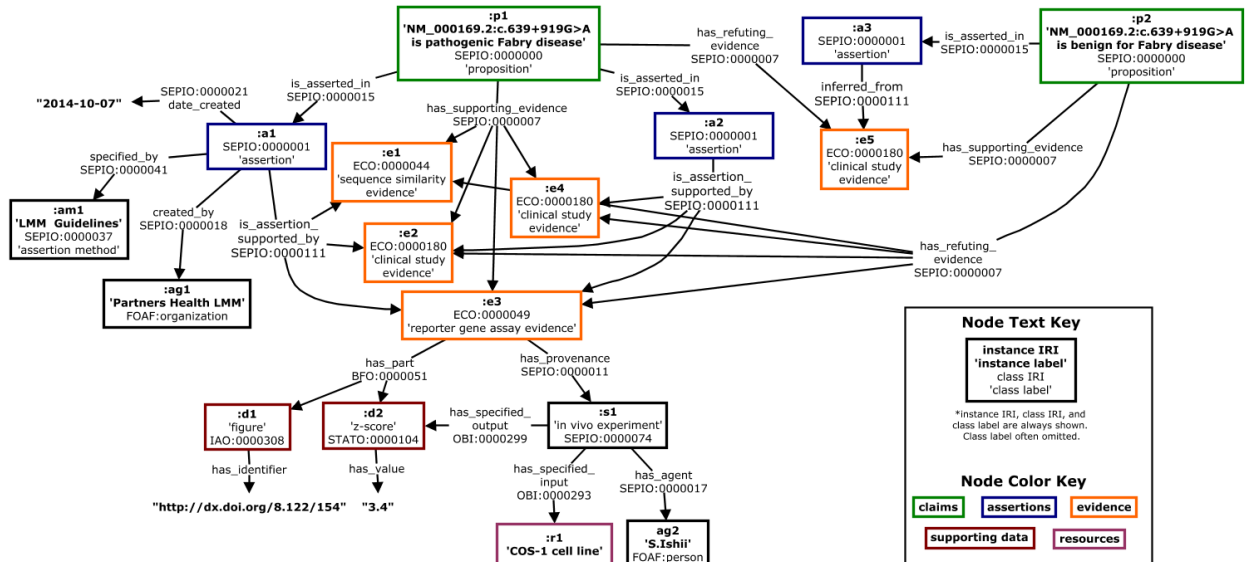 :p1
'NM_000169.2:c.639+919G>A
is pathogenic Fabry disease'
SEPIO:0000000
'proposition'
has_refuting_
evidence
SEPIO:0000007
:a3
SEPIO:0000001
'assertion'
is_asserted_in
SEPIO:0000015
:p2
'NM_000169.2:c.639+919G>A
is benign for Fabry disease'
SEPIO:0000000
'proposition'
"2014-10-07"
SEPIO:0000021
date_created
is_asserted_in
SEPIO:0000015
has_supporting_evidence
SEPIO:0000007
is_asserted_in
SEPIO:0000015
inferred_from
SEPIO:0000111
:a1
SEPIO:0000001
'assertion'
:a2
SEPIO:0000001
'assertion'
:e5
ECO:0000180
'clinical study
evidence'
has_supporting_evidence
SEPIO:0000007
specified_by
SEPIO:0000041
:e1
ECO:0000044
'sequence similarity
evidence'
:e4
ECO:0000180
'clinical study
evidence'
is_assertion_
supported_by
SEPIO:0000111
:am1
'LMM  Guidelines'
SEPIO:0000037
'assertion method'
created_by
SEPIO:0000018
is_assertion_
supported_by
SEPIO:0000111
:e2
ECO:0000180
'clinical study
evidence'
has_refuting_
evidence
SEPIO:0000007
:ag1
'Partners Health LMM'
FOAF:organization
:e3
ECO:0000049
'reporter gene assay evidence'
has_part
BFO:0000051
has_provenance
SEPIO:0000011
:d1
'figure'
IAO:0000308
:d2
'z-score'
STATO:0000104
has_specified_
output
OBI:0000299
:s1
'in vivo experiment'
SEPIO:0000074
has_identifier
has_value
has_specified_
input
OBI:0000293
has_agent
SEPIO:0000017
"http://dx.doi.org/8.122/154"
"3.4"
:r1
'COS-1 cell line'
ag2
'S.Ishii'
FOAF:person
Node Text Key
instance IRI
'instance label'
class IRI
'class label'
*instance IRI, class IRI, and
class label are always shown.
Class label often omitted.
Node Color Key
claims
assertions
evidence
supporting data
resources